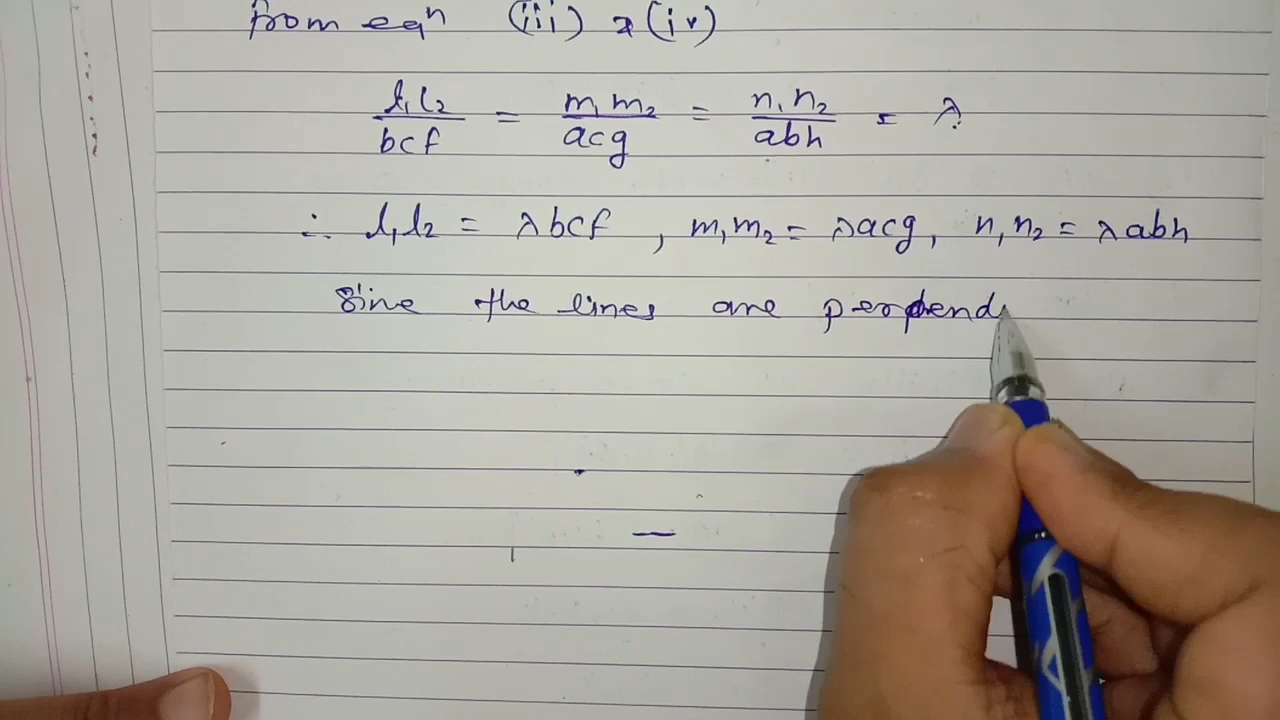 from eqn (iii) & (iv)
l₁l₂/bcf = m₁m₂/acg = n₁n₂/abh = λ
∴ l₁l₂ = λbcf , m₁m₂ = λacg, n₁n₂ = λabh
Sine the lines are perpend